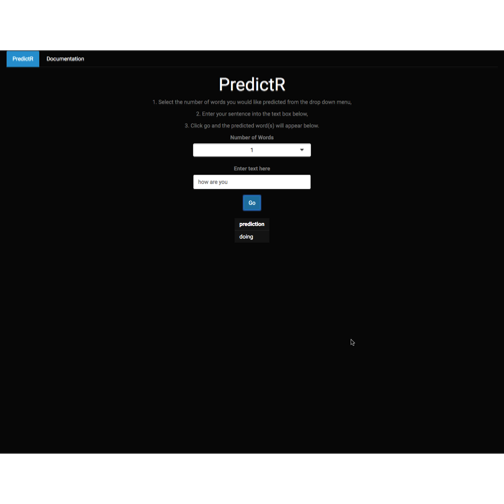 PredictR Documentation
PredictR
1. Select the number of words you would like predicted from the drop down menu,
2. Enter your sentence into the text box below,
3. Click go and the predicted word(s) will appear below.
Number of Words
1
Enter text here
how are you
Go
prediction
doing